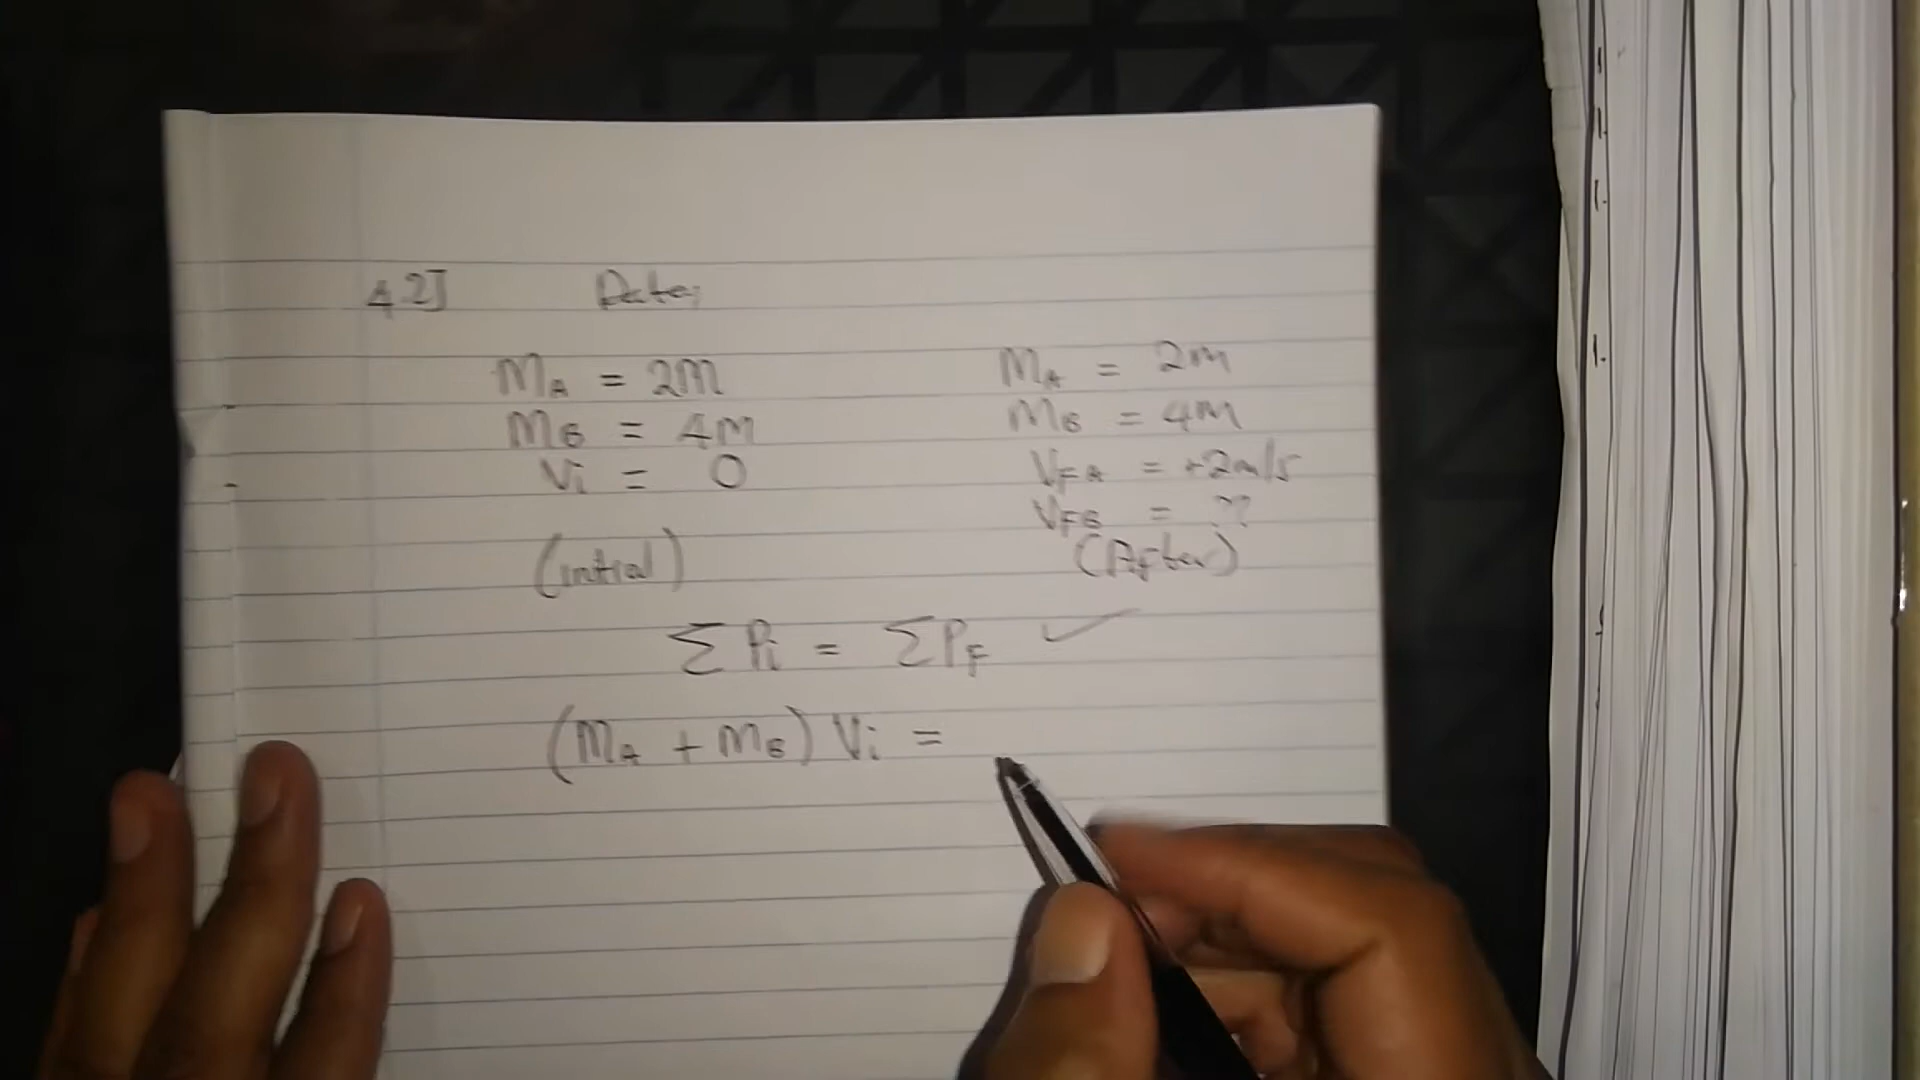 4.2] Data:
MA = 2m
MB = 4m
Vi = 0
(initial)
MA = 2m
MB = 4m
VFA = +2m/s
VFB = ??
(After)
ΣPi = ΣPF ✓
(MA + MB) Vi =